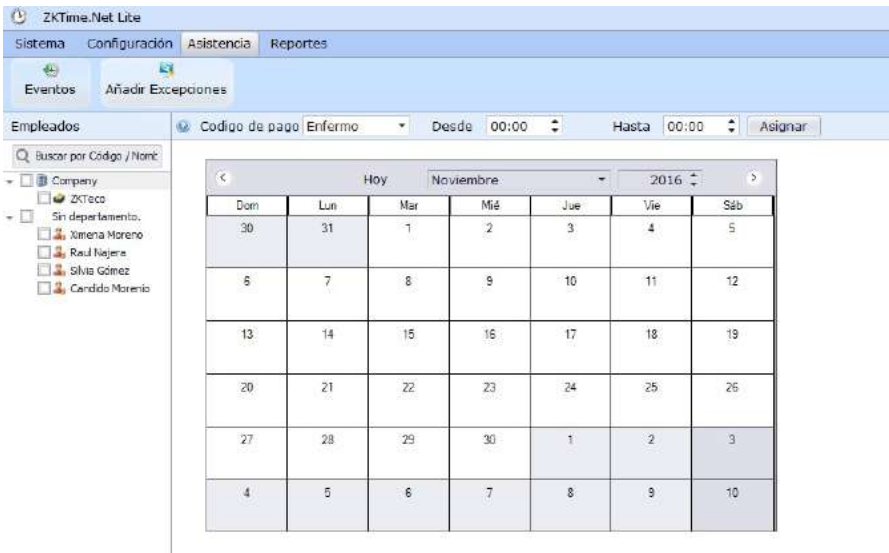 ZKTime.Net Lite
Sistema Configuración Asistencia Reportes
Eventos Añadir Excepciones
Empleados
Codigo de pago Enfermo Desde 00:00 Hasta 00:00 Asignar
Buscar por Código / Nomb
Company
ZKTeco
Sin departamento.
Ximena Moreno
Raul Najera
Silvia Gómez
Candido Morenio
Hoy Noviembre 2016
Dom Lun Mar Mié Jue Vie Sáb
30 31 1 2 3 4 5
6 7 8 9 10 11 12
13 14 15 16 17 18 19
20 21 22 23 24 25 26
27 28 29 30 1 2 3
4 5 6 7 8 9 10